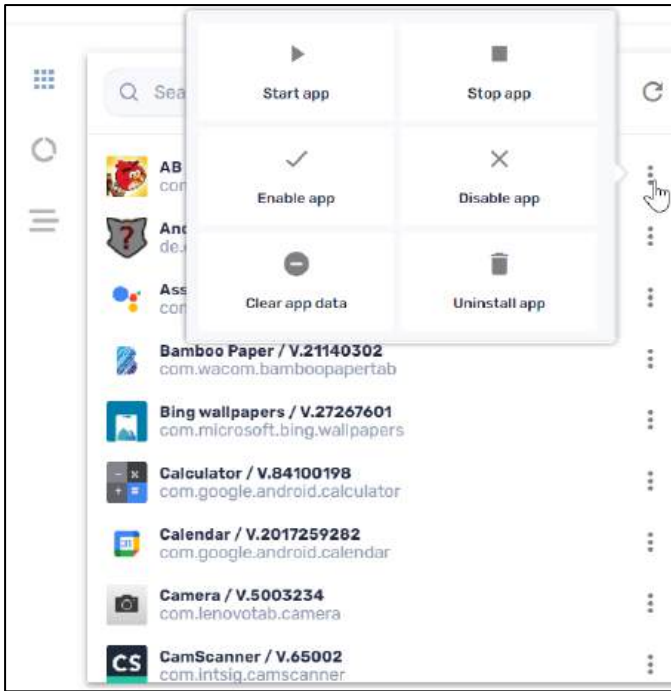 Sea
Start app
Stop app
Enable app
Disable app
Clear app data
Uninstall app
AB
And
de.
Ass
Bamboo Paper / V.21140302
com.wacom.bamboopapertab
Bing wallpapers / V.27267601
com.microsoft.bing.wallpapers
Calculator / V.84100198
com.google.android.calculator
Calendar / V.2017259282
com.google.android.calendar
Camera / V.5003234
com.lenovotab.camera
CS
CamScanner / V.65002
com.intsig.camscanner